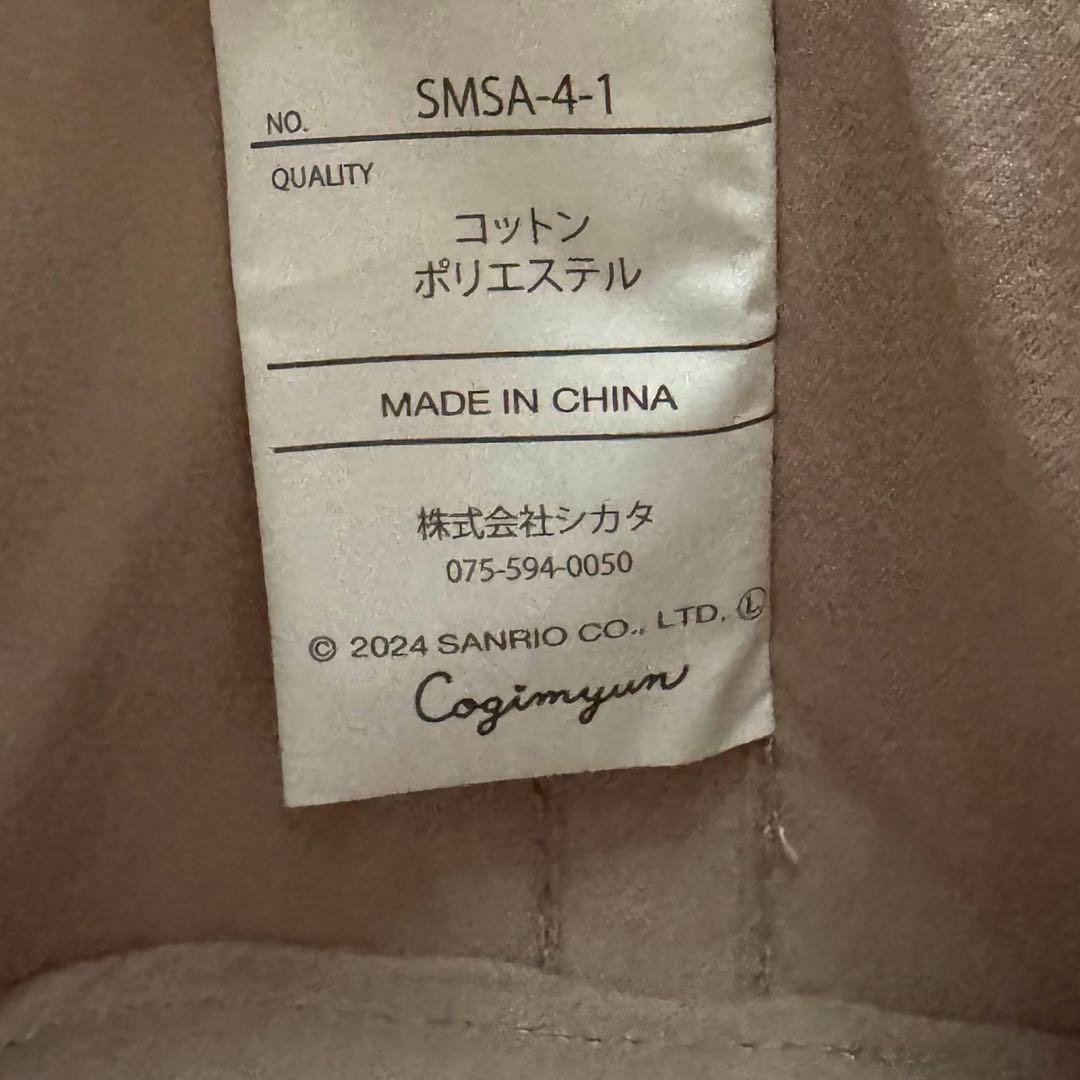 NO. SMSA-4-1
QUALITY
コットン
ポリエステル
MADE IN CHINA
株式会社シカタ
075-594-0050
© 2024 SANRIO CO., LTD. Ⓛ
Cogimyun